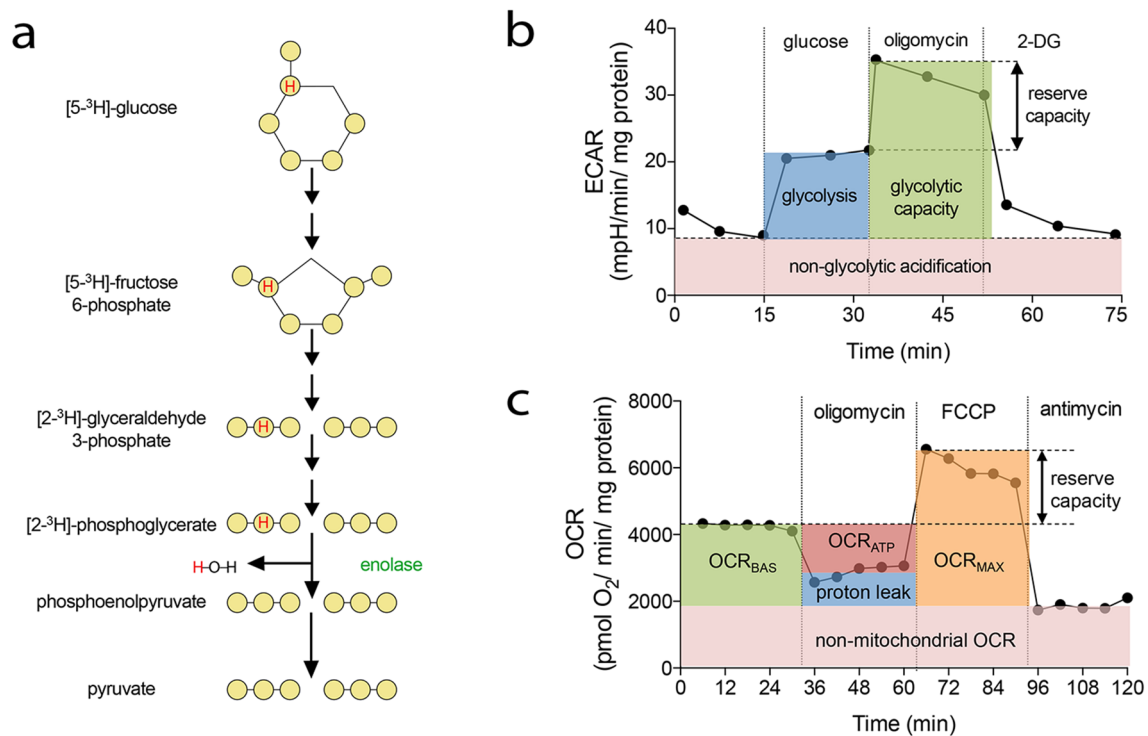 a
[5-³H]-glucose
H
[5-³H]-fructose
6-phosphate
H
[2-³H]-glyceraldehyde
3-phosphate
H
[2-³H]-phosphoglycerate
H
H-O-H
enolase
phosphoenolpyruvate
pyruvate
b
glucose
oligomycin
2-DG
ECAR
(mpH/min/ mg protein)
40
30
20
10
0
reserve
capacity
glycolysis
glycolytic
capacity
non-glycolytic acidification
0
15
30
45
60
75
Time (min)
c
oligomycin
FCCP
antimycin
OCR
(pmol O₂/ min/ mg protein)
8000
6000
4000
2000
0
reserve
capacity
OCR_BAS
OCR_ATP
proton leak
OCR_MAX
non-mitochondrial OCR
0
12
24
36
48
60
72
84
96
108
120
Time (min)